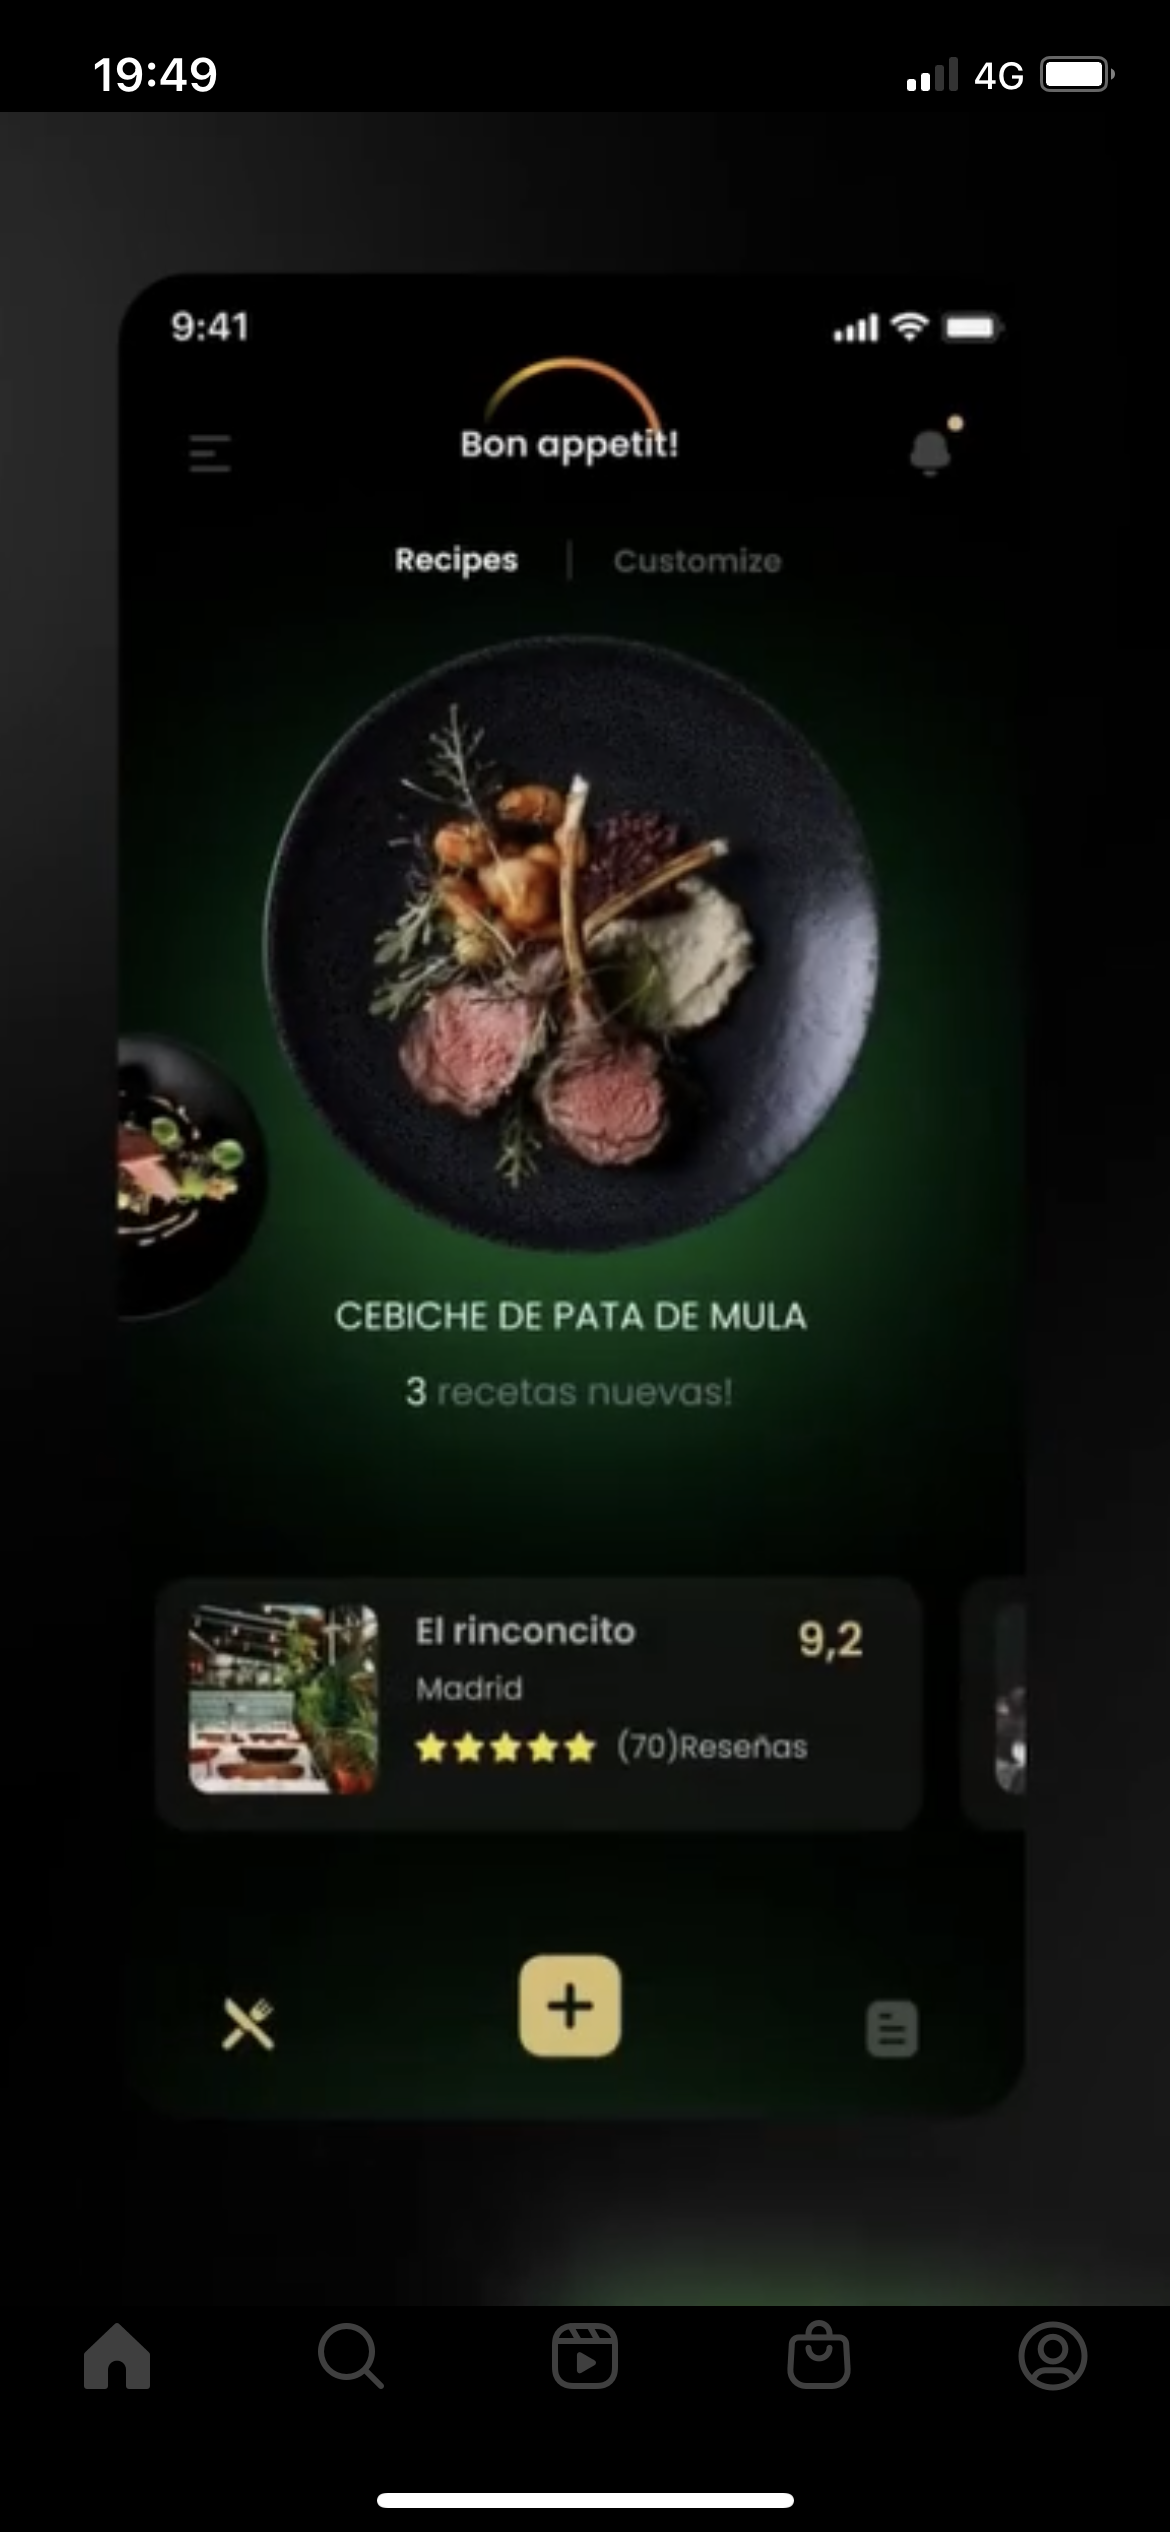 19:49
4G
9:41
Bon appetit!
Recipes | Customize
CEBICHE DE PATA DE MULA
3 recetas nuevas!
El rinconcito
9,2
Madrid
(70)Reseñas